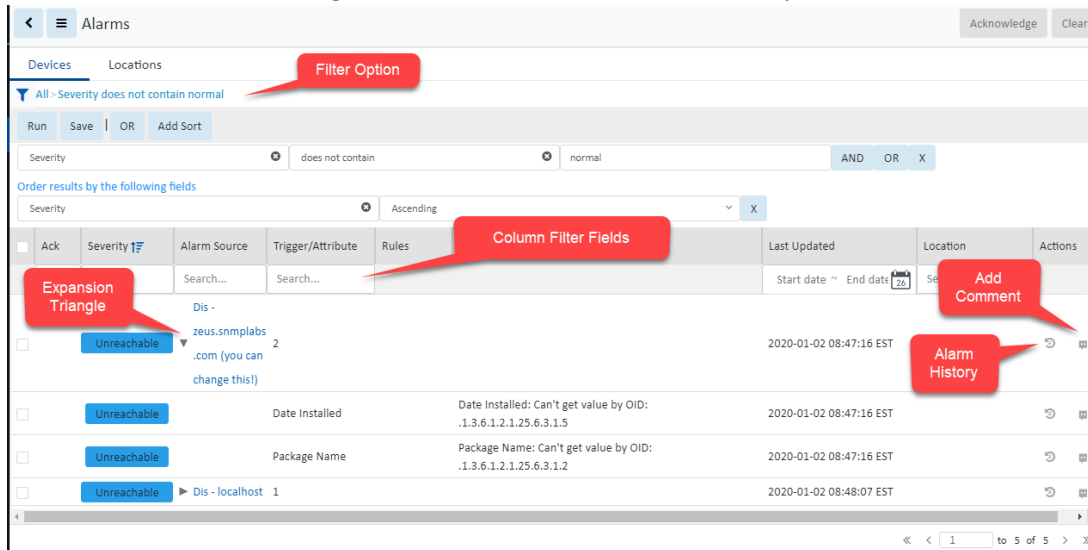 Alarms
Acknowledge
Clear
Devices
Locations
Filter Option
All > Severity does not contain normal
Run
Save
OR
Add Sort
Severity
does not contain
normal
AND
OR
X
Order results by the following fields
Severity
Ascending
X
Column Filter Fields
Ack
Severity
Alarm Source
Trigger/Attribute
Rules
Last Updated
Location
Actions
Search...
Search...
Start date ~ End date
26
Expansion
Triangle
Add
Comment
Dis -
zeus.snmplabs
.com (you can
change this!)
Unreachable
2
2020-01-02 08:47:16 EST
Alarm
History
Unreachable
Date Installed
Date Installed: Can't get value by OID:
.1.3.6.1.2.1.25.6.3.1.5
2020-01-02 08:47:16 EST
Unreachable
Package Name
Package Name: Can't get value by OID:
.1.3.6.1.2.1.25.6.3.1.2
2020-01-02 08:47:16 EST
Unreachable
Dis - localhost
1
2020-01-02 08:48:07 EST
1
to 5 of 5